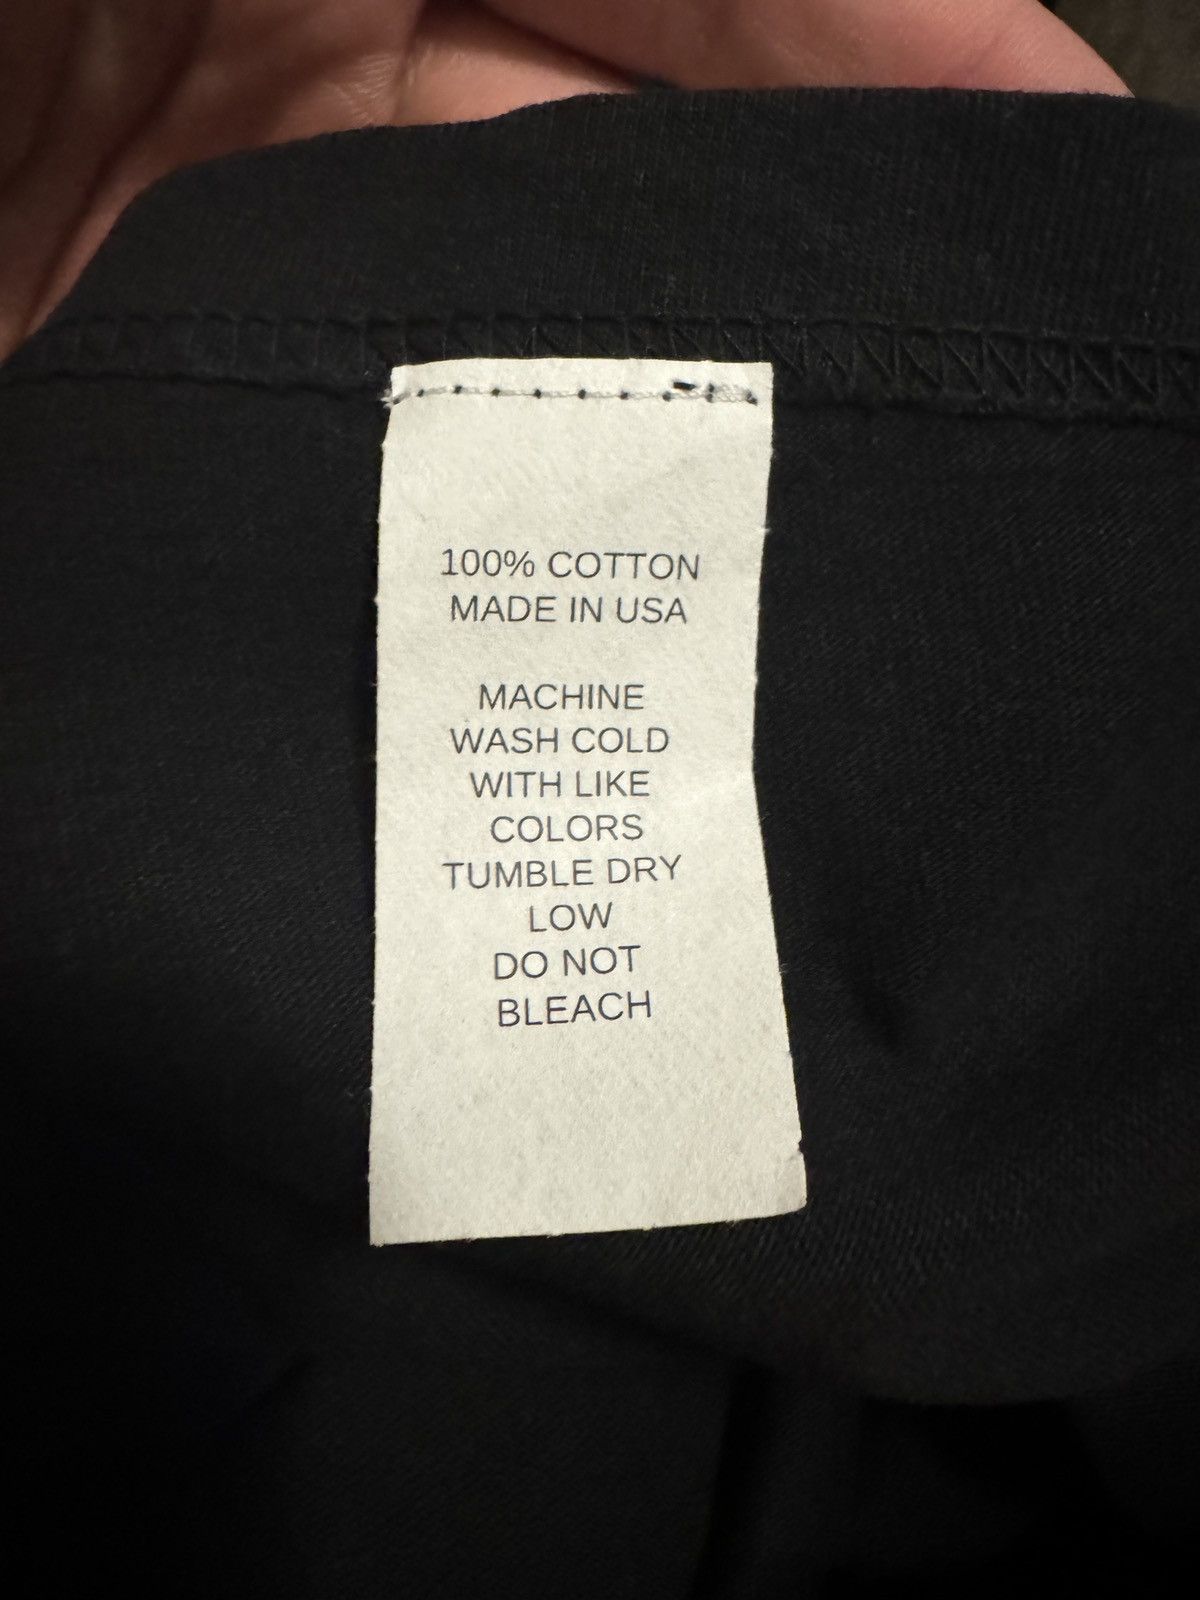 100% COTTON
MADE IN USA
MACHINE
WASH COLD
WITH LIKE
COLORS
TUMBLE DRY
LOW
DO NOT
BLEACH